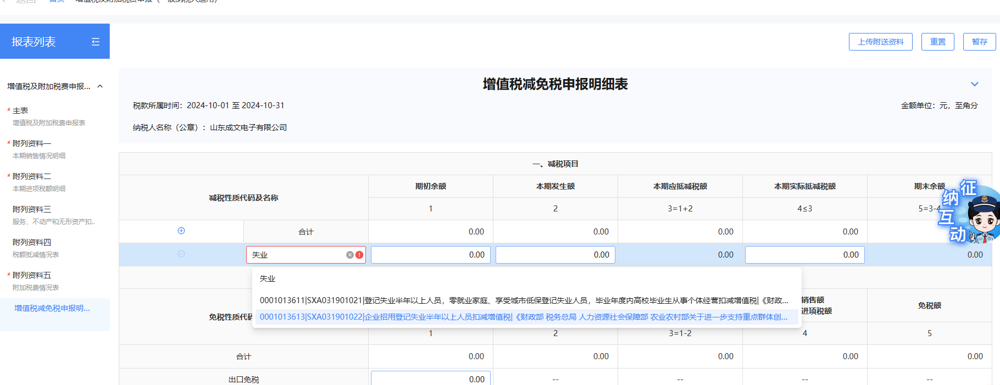 返回 首页 增值税及附加税费申报（一般纳税人适用）
报表列表
上传附送资料 重置 暂存
增值税及附加税费申报...
* 主表
增值税及附加税费申报表
* 附列资料一
本期销售情况明细
* 附列资料二
本期进项税额明细
附列资料三
服务、不动产和无形资产扣..
附列资料四
税额抵减情况表
* 附列资料五
附加税费情况表
增值税减免税申报明...
增值税减免税申报明细表
税款所属时间：2024-10-01 至 2024-10-31
金额单位：元，至角分
纳税人名称（公章）：山东成文电子有限公司
一、减税项目
减税性质代码及名称 期初余额 本期发生额 本期应抵减税额 本期实际抵减税额 期末余额
1 2 3=1+2 4≤3 5=3-4
合计 0.00 0.00 0.00 0.00
失业 0.00 0.00 0.00 0.00 0.00
征
纳
互
动
失业
0001013611|SXA031901021|登记失业半年以上人员，零就业家庭、享受城市低保登记失业人员，毕业年度内高校毕业生从事个体经营扣减增值税|《财政...
0001013613|SXA031901022|企业招用登记失业半年以上人员扣减增值税|《财政部 税务总局 人力资源社会保障部 农业农村部关于进一步支持重点群体创...
免税性质代码
销售额
进项税额
免税额
1 2 3=1-2 4 5
合计 0.00 0.00 0.00 0.00 0.00
出口免税 0.00 -- -- -- --